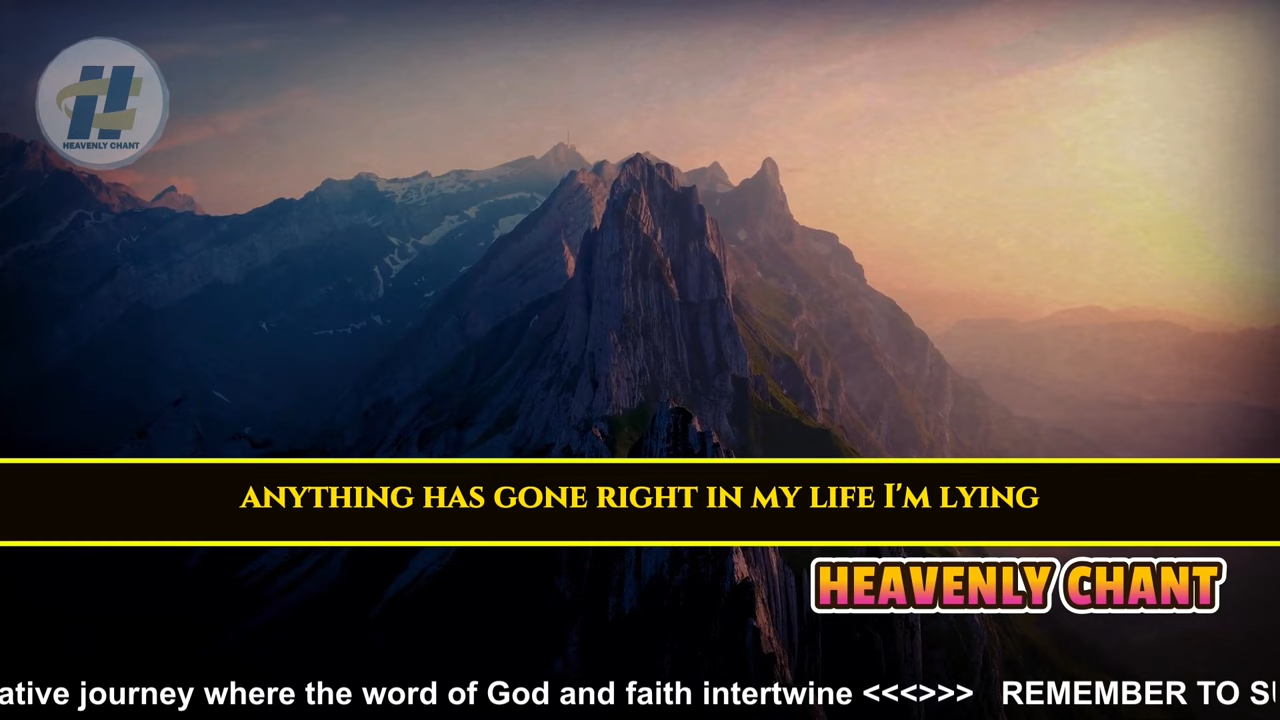 HEAVENLY CHANT
ANYTHING HAS GONE RIGHT IN MY LIFE I'M LYING
HEAVENLY CHANT
ative journey where the word of God and faith intertwine <<<>>> REMEMBER TO